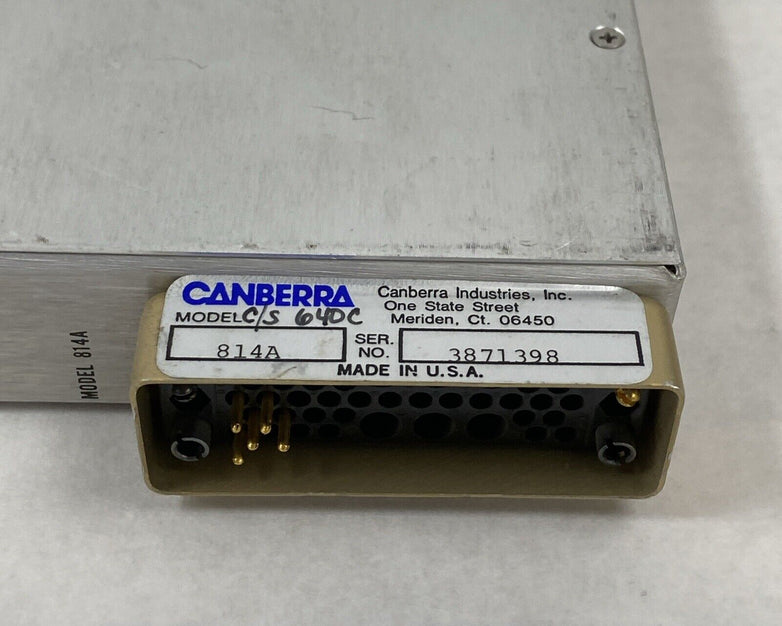 CANBERRA
Canberra Industries, Inc.
One State Street
Meriden, Ct. 06450
MODEL C/S 640C
814A
SER. NO. 3871398
MADE IN U.S.A.
MODEL 814A